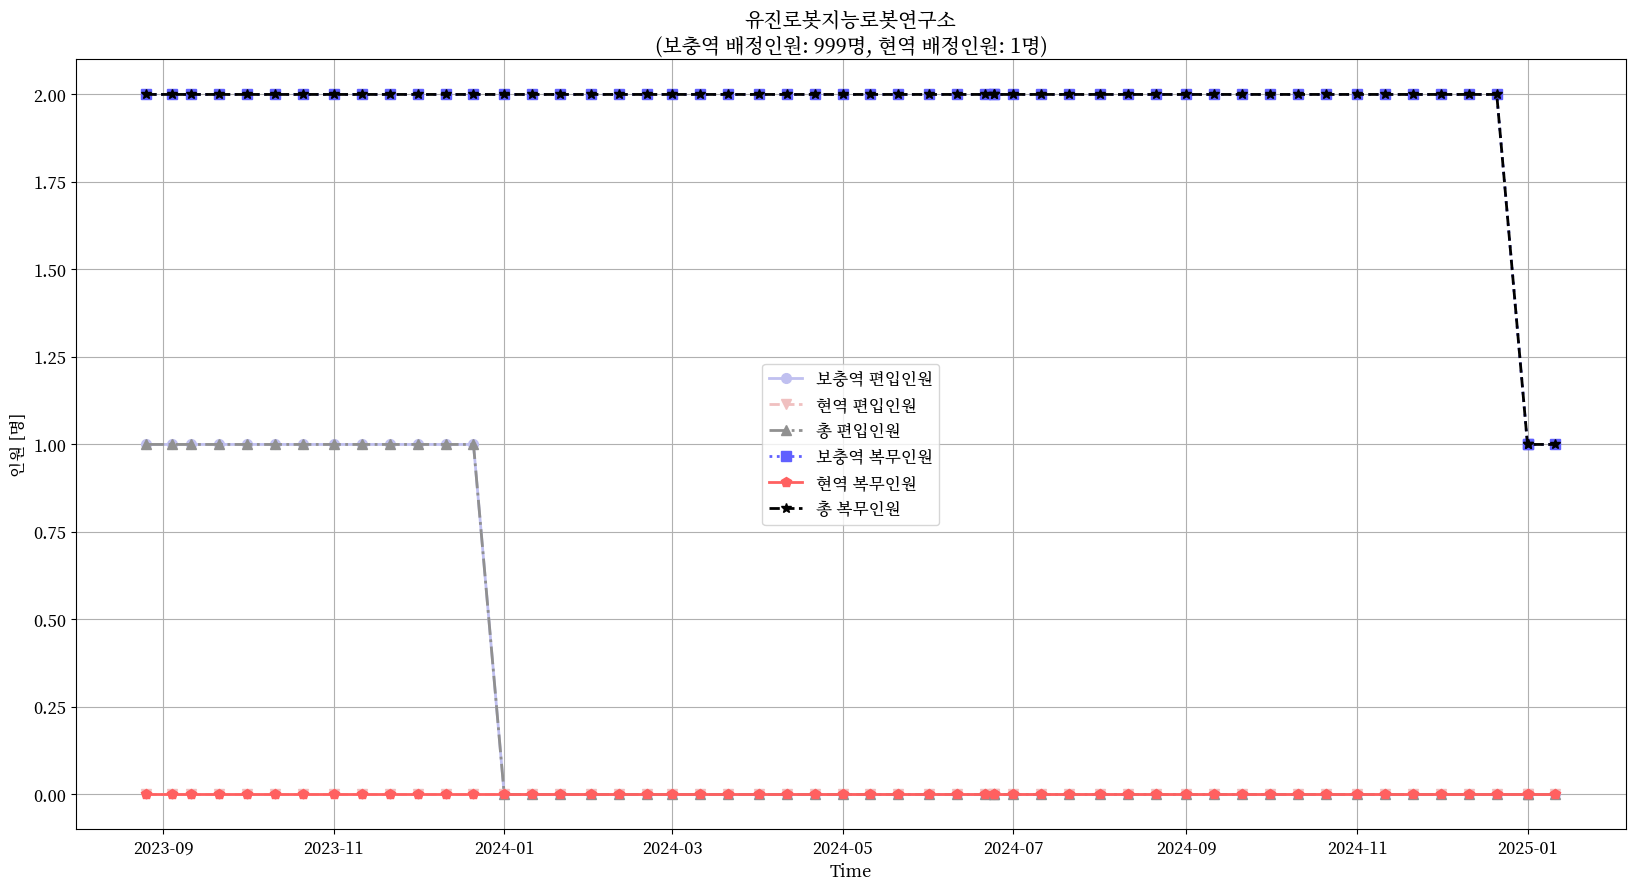 유진로봇지능로봇연구소
(보충역 배정인원: 999명, 현역 배정인원: 1명)
2.00
1.75
1.50
1.25
1.00
0.75
0.50
0.25
0.00
인원 [명]
보충역 편입인원
현역 편입인원
총 편입인원
보충역 복무인원
현역 복무인원
총 복무인원
2023-09 2023-11 2024-01 2024-03 2024-05 2024-07 2024-09 2024-11 2025-01
Time